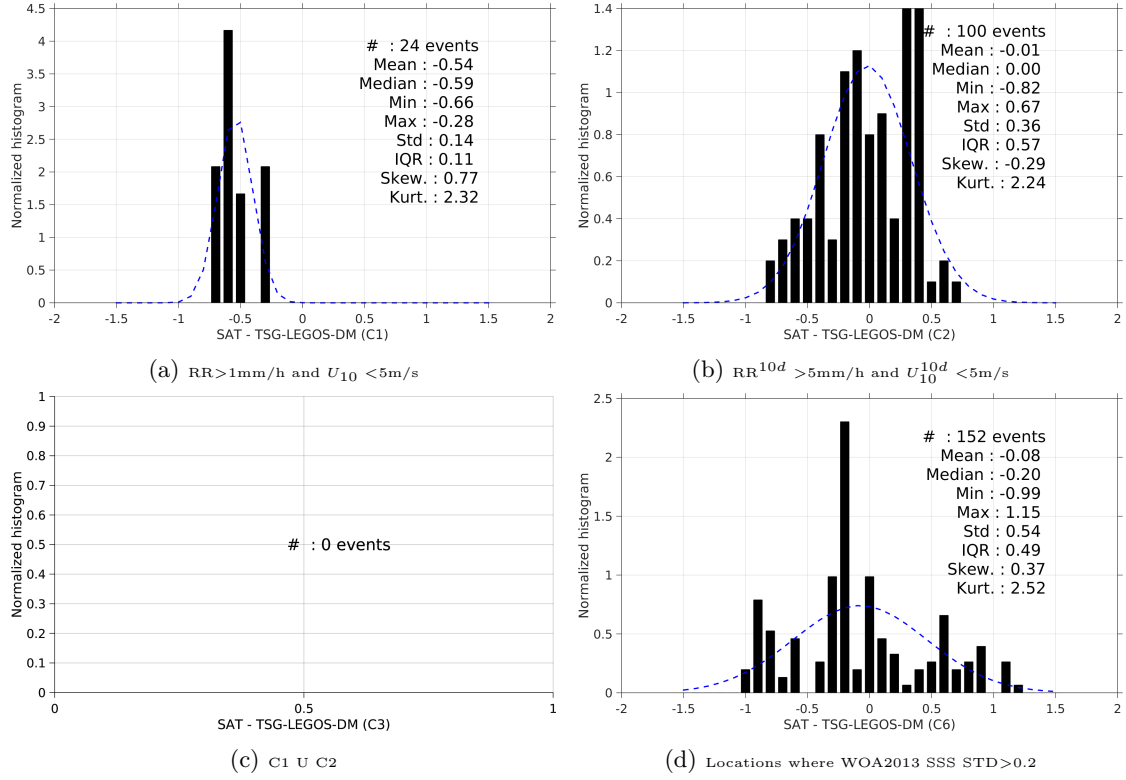 4.5
4
3.5
3
2.5
2
1.5
1
0.5
0
-2 -1.5 -1 -0.5 0 0.5 1 1.5 2
Normalized histogram
# : 24 events
Mean : -0.54
Median : -0.59
Min : -0.66
Max : -0.28
Std : 0.14
IQR : 0.11
Skew. : 0.77
Kurt. : 2.32
SAT - TSG-LEGOS-DM (C1)
(a) RR>1mm/h and U10 <5m/s
1.4
1.2
1
0.8
0.6
0.4
0.2
0
-2 -1.5 -1 -0.5 0 0.5 1 1.5 2
Normalized histogram
# : 100 events
Mean : -0.01
Median : 0.00
Min : -0.82
Max : 0.67
Std : 0.36
IQR : 0.57
Skew. : -0.29
Kurt. : 2.24
SAT - TSG-LEGOS-DM (C2)
(b) RR^10d >5mm/h and U10^10d <5m/s
1
0.9
0.8
0.7
0.6
0.5
0.4
0.3
0.2
0.1
0
0 0.5 1
Normalized histogram
# : 0 events
SAT - TSG-LEGOS-DM (C3)
(c) C1 U C2
2.5
2
1.5
1
0.5
0
-2 -1.5 -1 -0.5 0 0.5 1 1.5 2
Normalized histogram
# : 152 events
Mean : -0.08
Median : -0.20
Min : -0.99
Max : 1.15
Std : 0.54
IQR : 0.49
Skew. : 0.37
Kurt. : 2.52
SAT - TSG-LEGOS-DM (C6)
(d) Locations where WOA2013 SSS STD>0.2